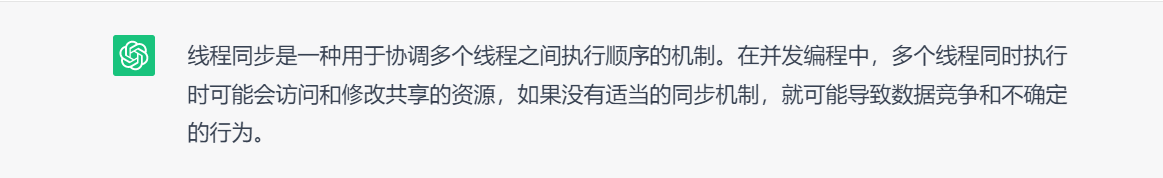 线程同步是一种用于协调多个线程之间执行顺序的机制。在并发编程中，多个线程同时执行
时可能会访问和修改共享的资源，如果没有适当的同步机制，就可能导致数据竞争和不确定
的行为。